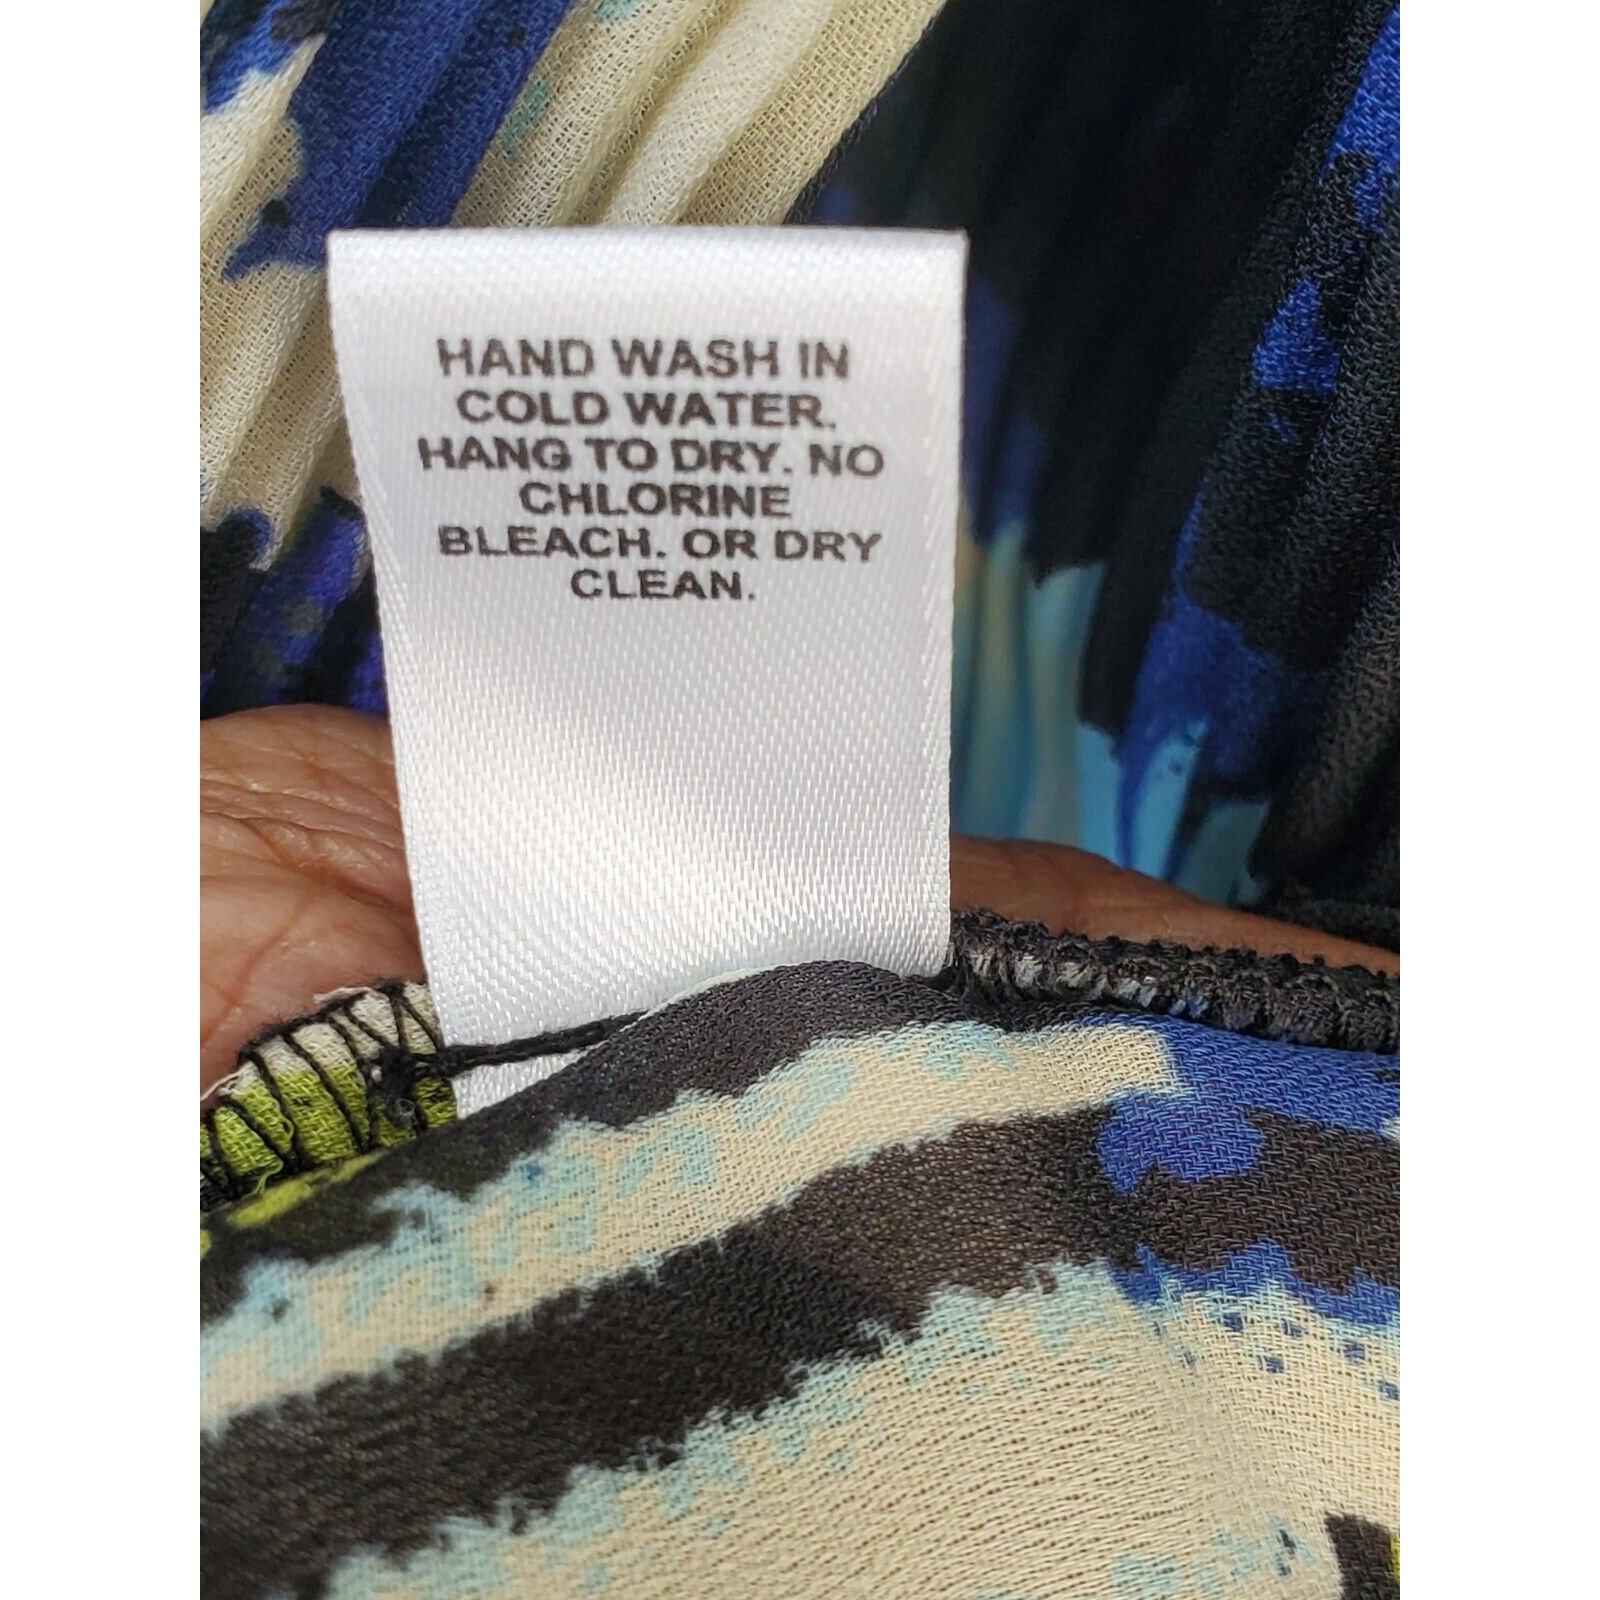 HAND WASH IN
COLD WATER.
HANG TO DRY. NO
CHLORINE
BLEACH. OR DRY
CLEAN.